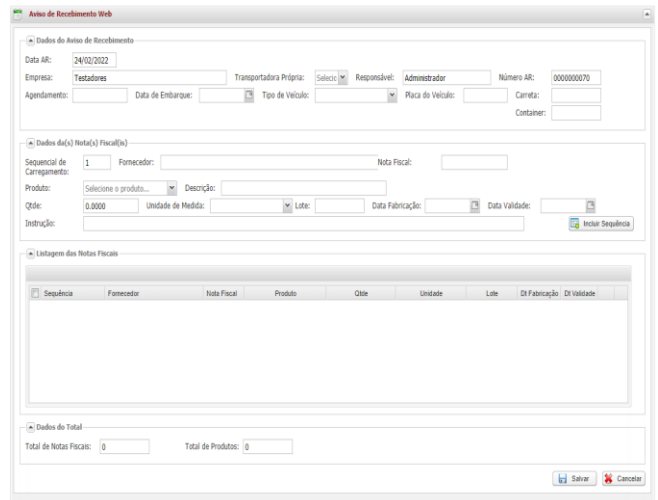 Aviso de Recebimento Web
Dados do Aviso de Recebimento
Data AR: 24/02/2022
Empresa: Testadores Transportadora Própria: Selecio Responsável: Administrador Número AR: 0000000070
Agendamento: Data de Embarque: Tipo de Veículo: Placa do Veículo: Carreta:
Container:
Dados da(s) Nota(s) Fiscal(is)
Sequencial de Carregamento: 1 Fornecedor: Nota Fiscal:
Produto: Selecione o produto... Descrição:
Qtde: 0.0000 Unidade de Medida: Lote: Data Fabricação: Data Validade:
Instrução: Incluir Sequência
Listagem das Notas Fiscais
Sequência Fornecedor Nota Fiscal Produto Qtde Unidade Lote Dt Fabricação Dt Validade
Dados do Total
Total de Notas Fiscais: 0 Total de Produtos: 0
Salvar Cancelar